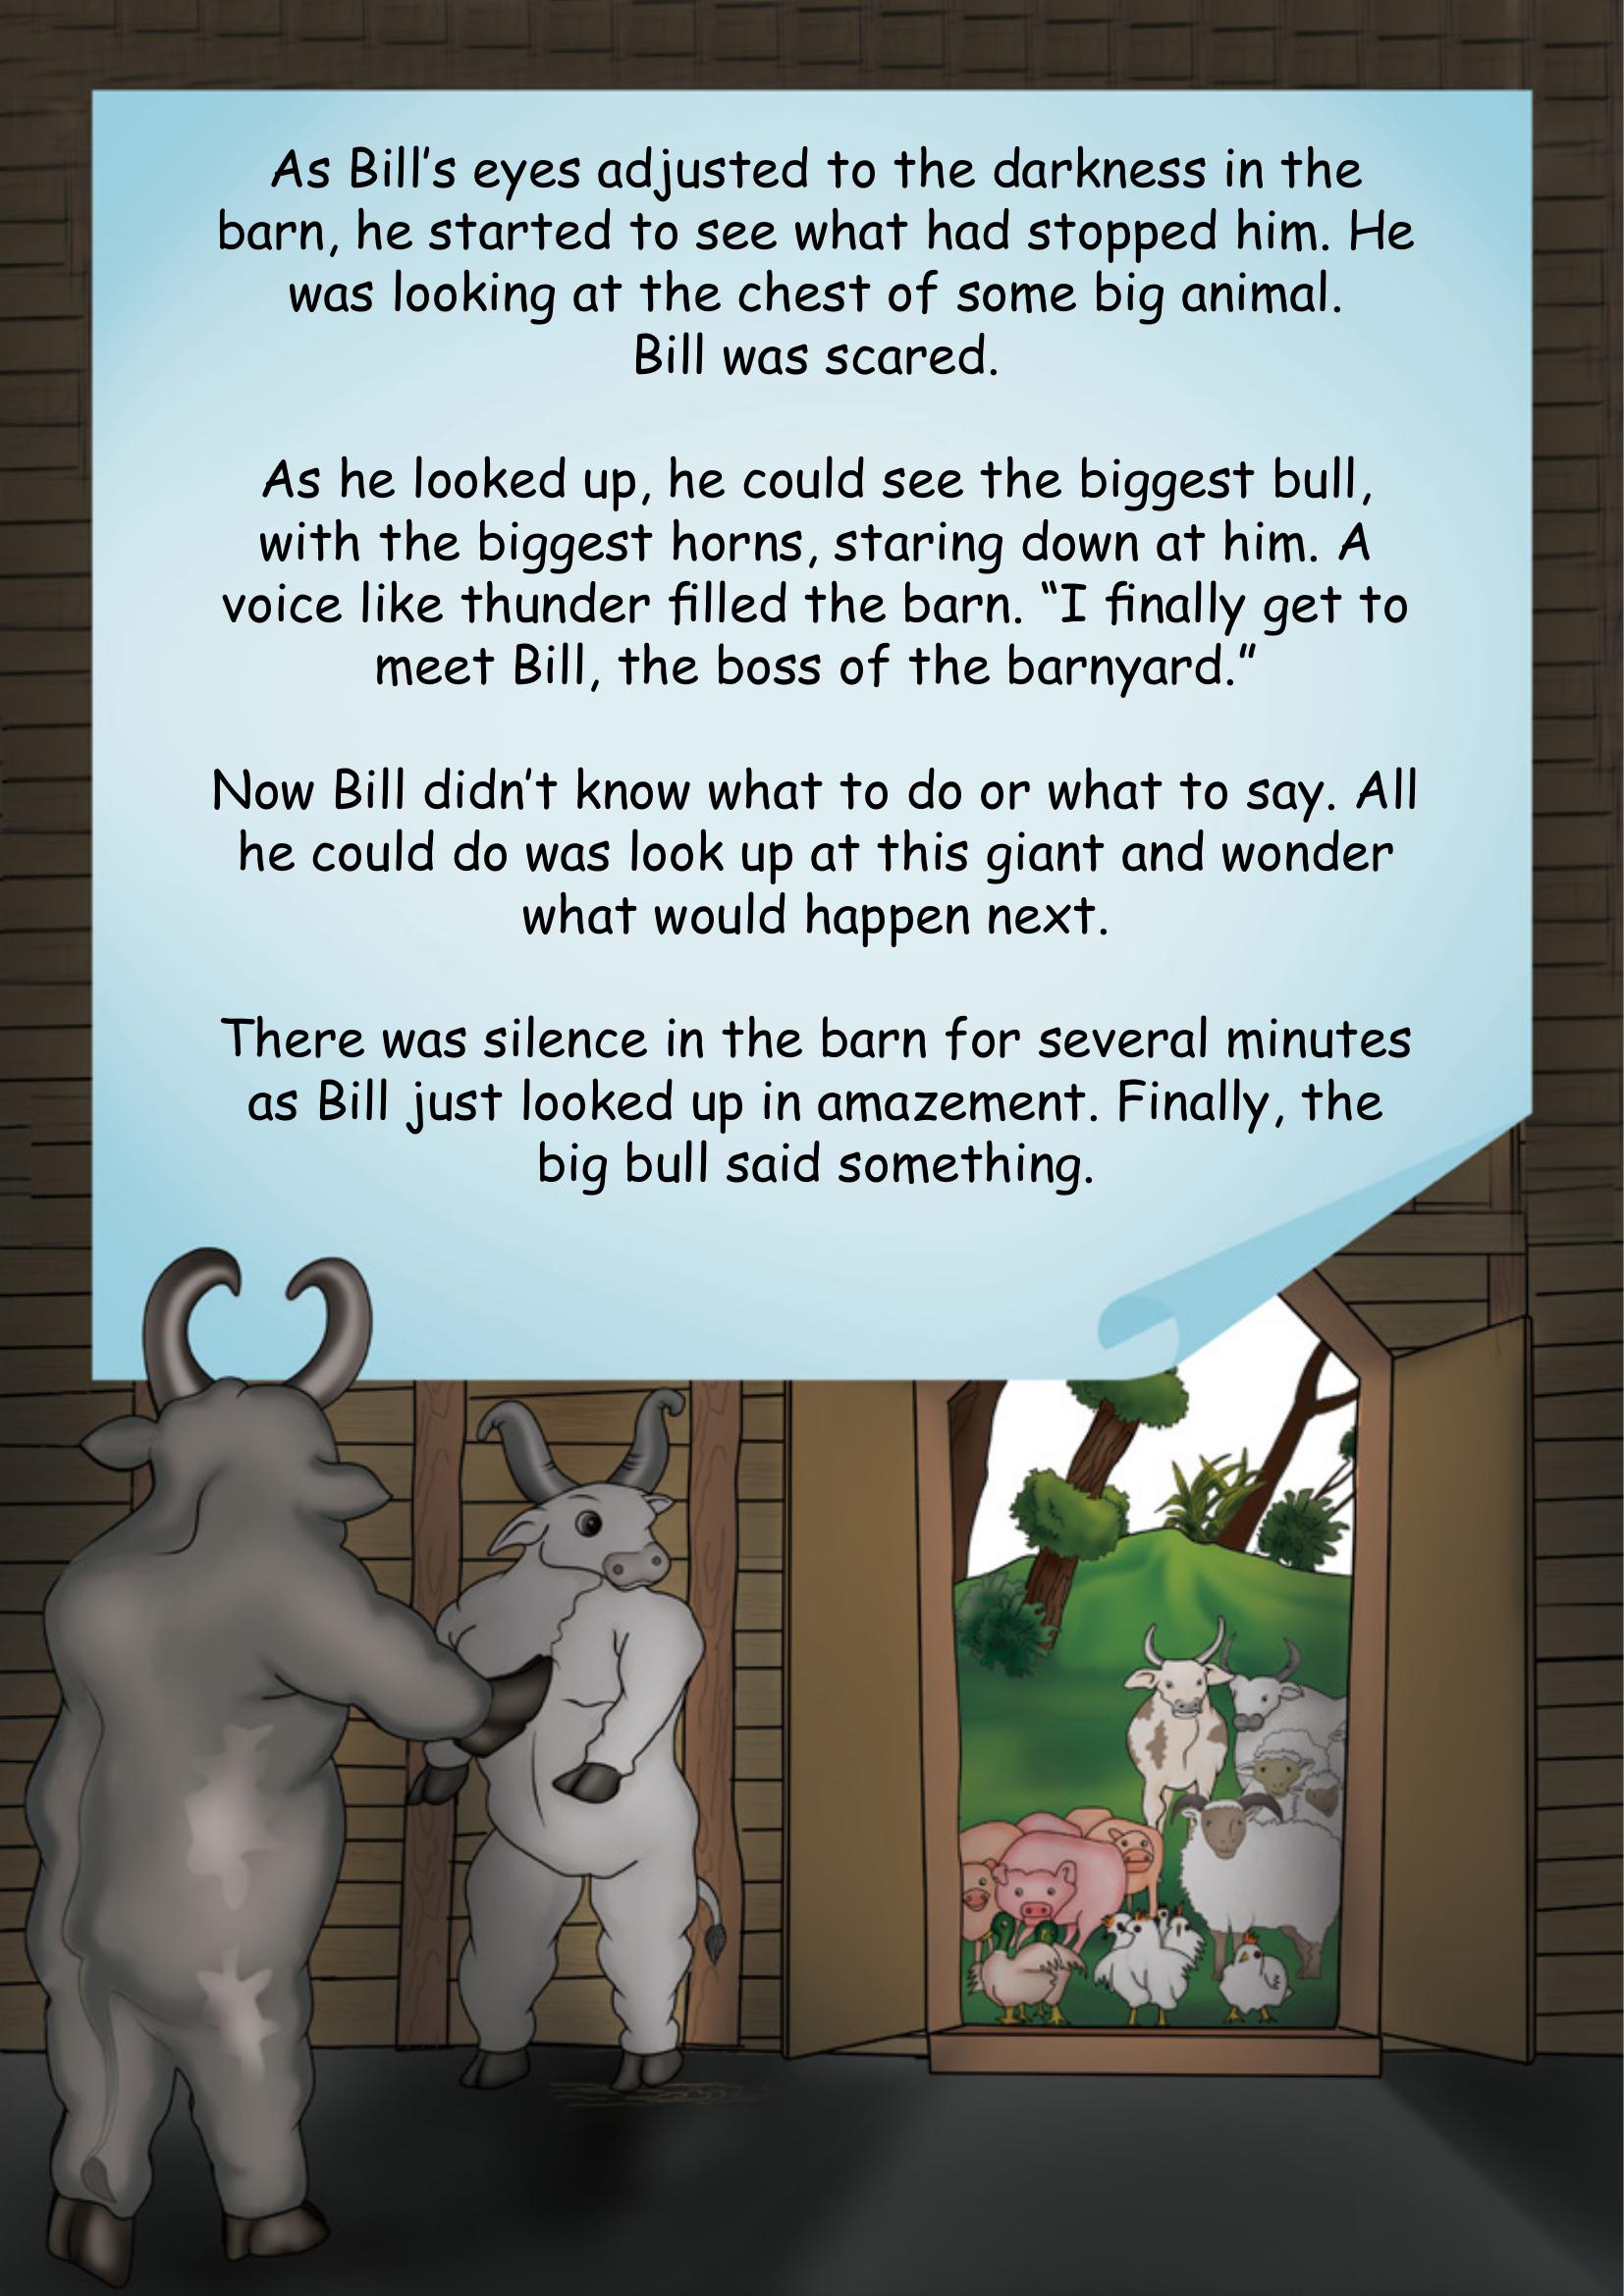 As Bill’s eyes adjusted to the darkness in the
barn, he started to see what had stopped him. He
was looking at the chest of some big animal.
Bill was scared.
As he looked up, he could see the biggest bull,
with the biggest horns, staring down at him. A
voice like thunder filled the barn. “I finally get to
meet Bill, the boss of the barnyard.”
Now Bill didn’t know what to do or what to say. All
he could do was look up at this giant and wonder
what would happen next.
There was silence in the barn for several minutes
as Bill just looked up in amazement. Finally, the
big bull said something.